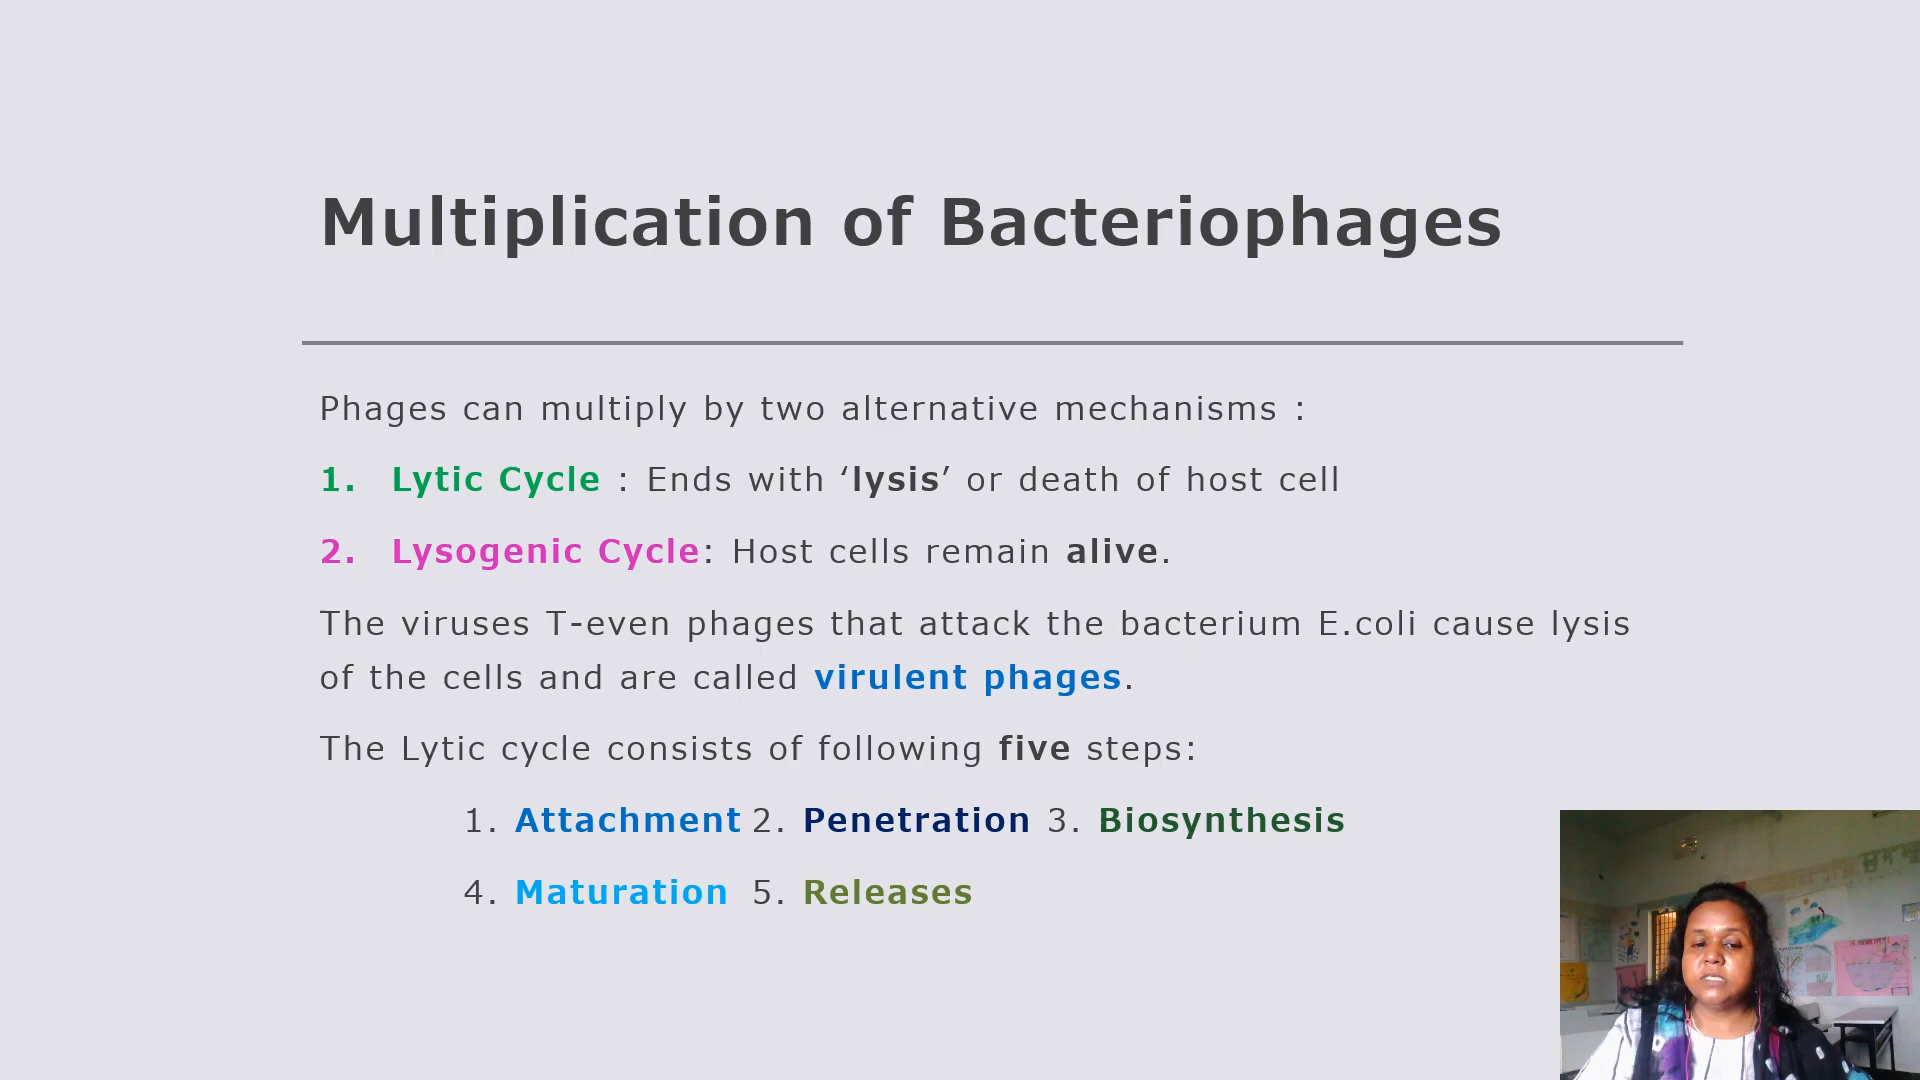 Multiplication of Bacteriophages
Phages can multiply by two alternative mechanisms :
1. Lytic Cycle : Ends with ‘lysis’ or death of host cell
2. Lysogenic Cycle: Host cells remain alive.
The viruses T-even phages that attack the bacterium E.coli cause lysis
of the cells and are called virulent phages.
The Lytic cycle consists of following five steps:
1. Attachment 2. Penetration 3. Biosynthesis
4. Maturation 5. Releases